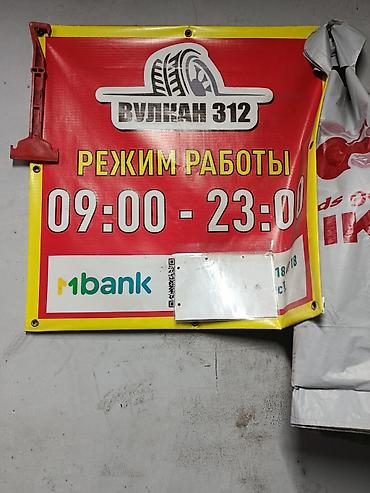 ВУЛКАН 312
РЕЖИМ РАБОТЫ
09:00 - 23:00
Mbank